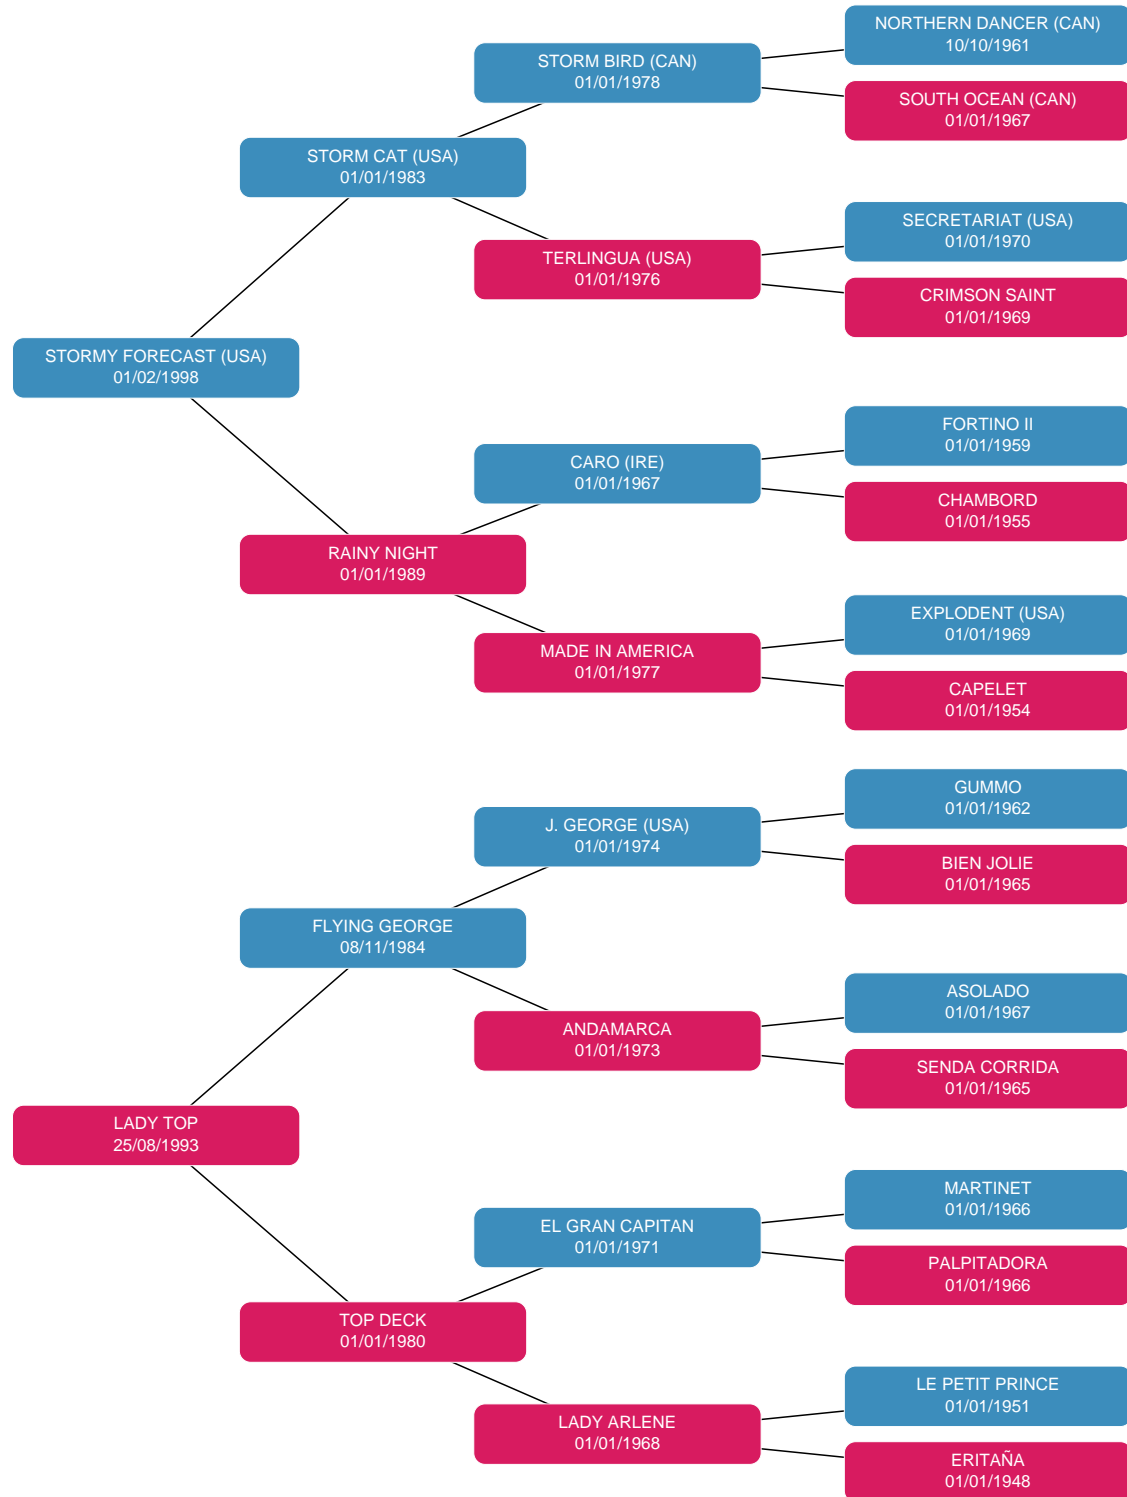 NORTHERN DANCER (CAN)
10/10/1961
STORM BIRD (CAN)
01/01/1978
SOUTH OCEAN (CAN)
01/01/1967
STORM CAT (USA)
01/01/1983
SECRETARIAT (USA)
01/01/1970
TERLINGUA (USA)
01/01/1976
CRIMSON SAINT
01/01/1969
STORMY FORECAST (USA)
01/02/1998
FORTINO II
01/01/1959
CARO (IRE)
01/01/1967
CHAMBORD
01/01/1955
RAINY NIGHT
01/01/1989
EXPLODENT (USA)
01/01/1969
MADE IN AMERICA
01/01/1977
CAPELET
01/01/1954
GUMMO
01/01/1962
J. GEORGE (USA)
01/01/1974
BIEN JOLIE
01/01/1965
FLYING GEORGE
08/11/1984
ASOLADO
01/01/1967
ANDAMARCA
01/01/1973
SENDA CORRIDA
01/01/1965
LADY TOP
25/08/1993
MARTINET
01/01/1966
EL GRAN CAPITAN
01/01/1971
PALPITADORA
01/01/1966
TOP DECK
01/01/1980
LE PETIT PRINCE
01/01/1951
LADY ARLENE
01/01/1968
ERITAÑA
01/01/1948